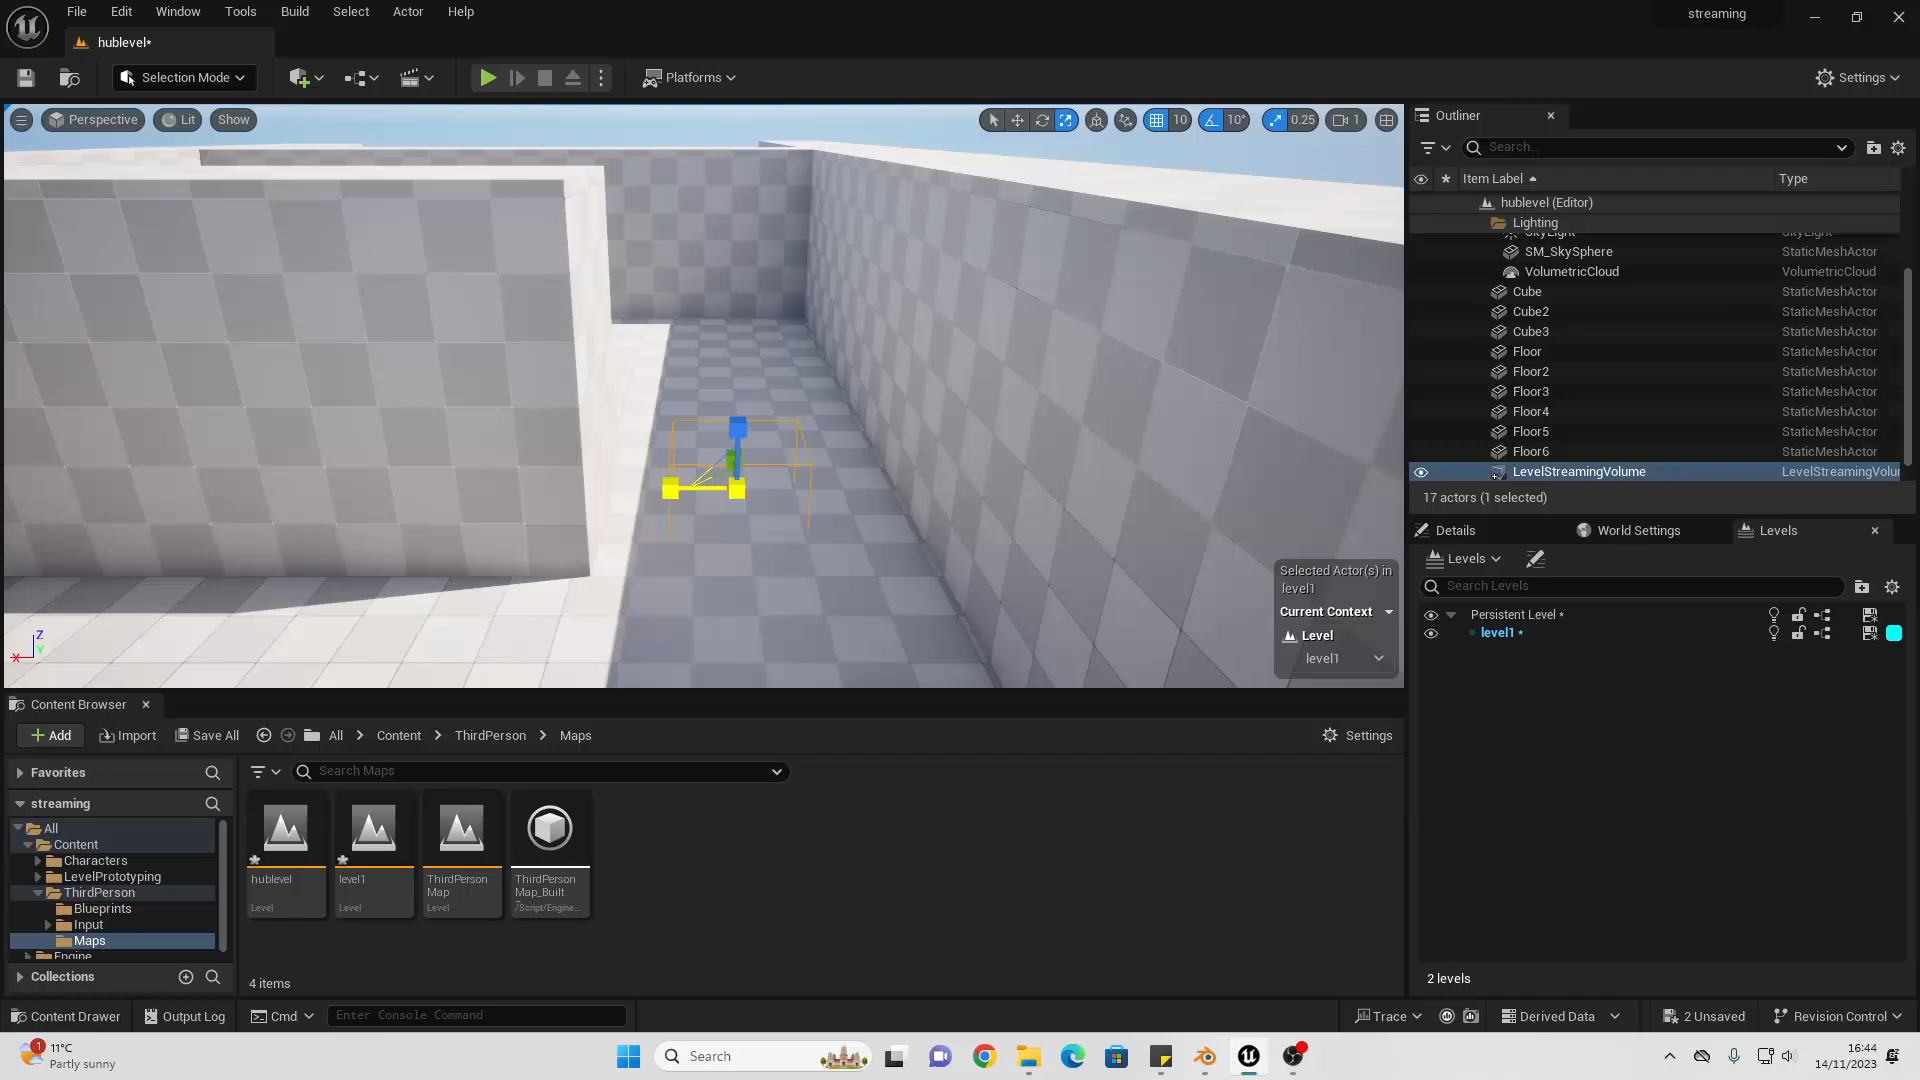 File Edit Window Tools Build Select Actor Help
streaming
hublevel*
Selection Mode
Platforms
Settings
Perspective Lit Show
10 10° 0.25 1
Outliner
Search...
Item Label Type
hublevel (Editor)
Lighting
SkyLight SkyLight
SM_SkySphere StaticMeshActor
VolumetricCloud VolumetricCloud
Cube StaticMeshActor
Cube2 StaticMeshActor
Cube3 StaticMeshActor
Floor StaticMeshActor
Floor2 StaticMeshActor
Floor3 StaticMeshActor
Floor4 StaticMeshActor
Floor5 StaticMeshActor
Floor6 StaticMeshActor
LevelStreamingVolume LevelStreamingVolu
17 actors (1 selected)
Details World Settings Levels
Levels
Search Levels
Persistent Level *
level1 *
2 levels
Selected Actor(s) in
level1
Current Context
Level
level1
Z
Y
X
Content Browser
Add Import Save All All Content ThirdPerson Maps Settings
Favorites
Search Maps
streaming
All
Content
Characters
LevelPrototyping
ThirdPerson
Blueprints
Input
Maps
Engine
Collections
hublevel
Level
level1
Level
ThirdPerson
Map
Level
ThirdPerson
Map_Built
/Script/Engine...
4 items
Content Drawer Output Log Cmd Enter Console Command
Trace Derived Data 2 Unsaved Revision Control
1
11°C
Partly sunny
Search
16:44
14/11/2023